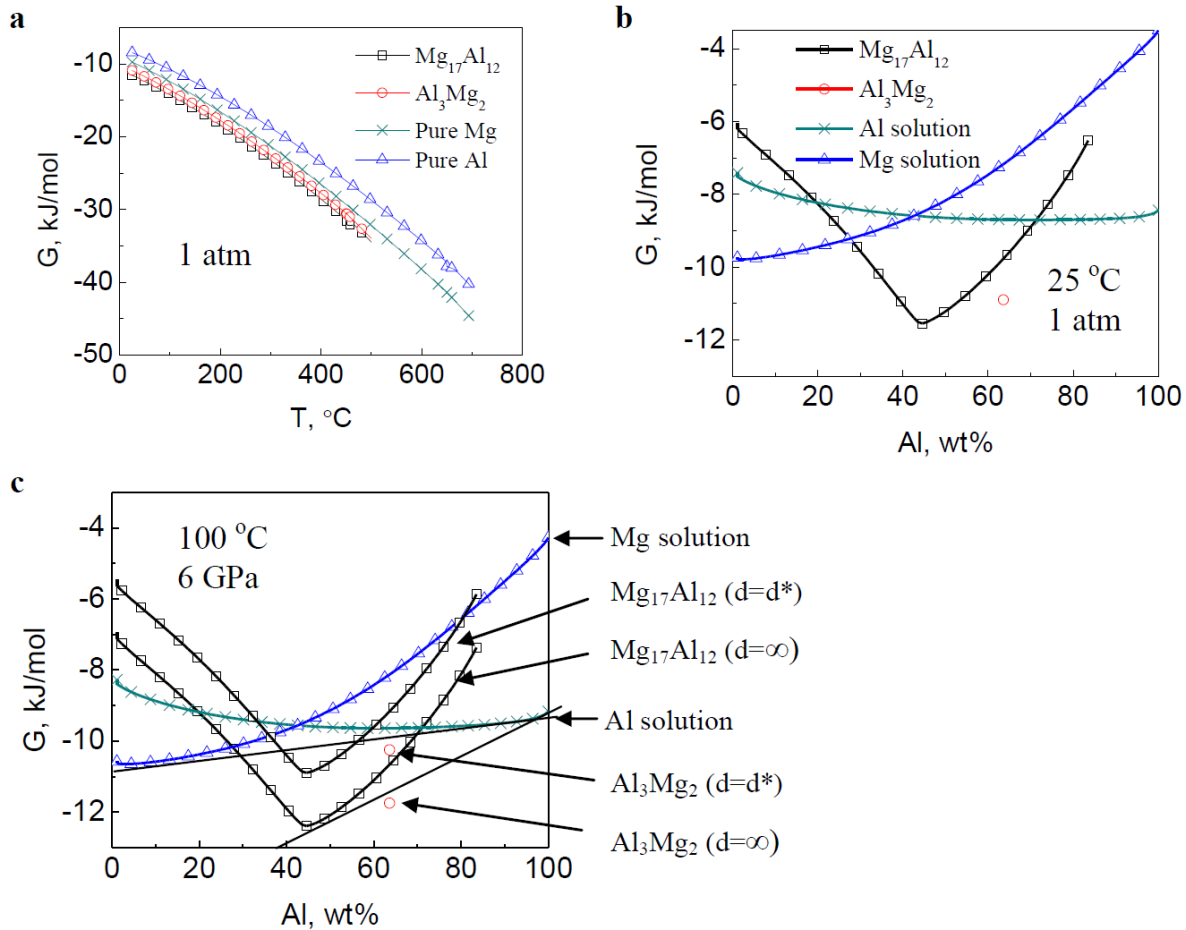 a
-10
-20
-30
-40
-50
G, kJ/mol
Mg17Al12
Al3Mg2
Pure Mg
Pure Al
1 atm
0 200 400 600 800
T, °C
b
-4
-6
-8
-10
-12
G, kJ/mol
Mg17Al12
Al3Mg2
Al solution
Mg solution
25 °C
1 atm
0 20 40 60 80 100
Al, wt%
c
-4
-6
-8
-10
-12
G, kJ/mol
100 °C
6 GPa
0 20 40 60 80 100
Al, wt%
Mg solution
Mg17Al12 (d=d*)
Mg17Al12 (d=∞)
Al solution
Al3Mg2 (d=d*)
Al3Mg2 (d=∞)